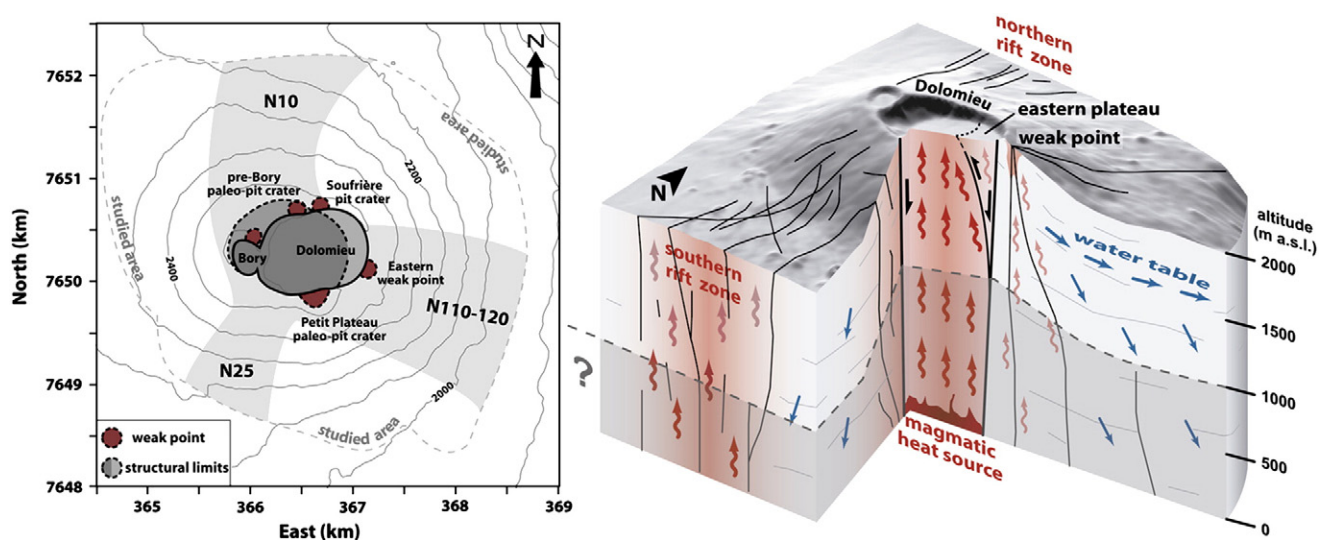 7652
7651
7650
7649
7648
North (km)
365
366
367
368
369
East (km)
N
N10
studied area
2200
pre-Bory
paleo-pit crater
Soufrière
pit crater
studied area
2400
Bory
Dolomieu
Eastern
weak point
N110-120
Petit Plateau
paleo-pit crater
N25
2000
studied area
weak point
structural limits
northern
rift zone
Dolomieu
eastern plateau
weak point
N
southern
rift zone
water table
altitude
(m a.s.l.)
2000
1500
1000
500
0
?
magmatic
heat source